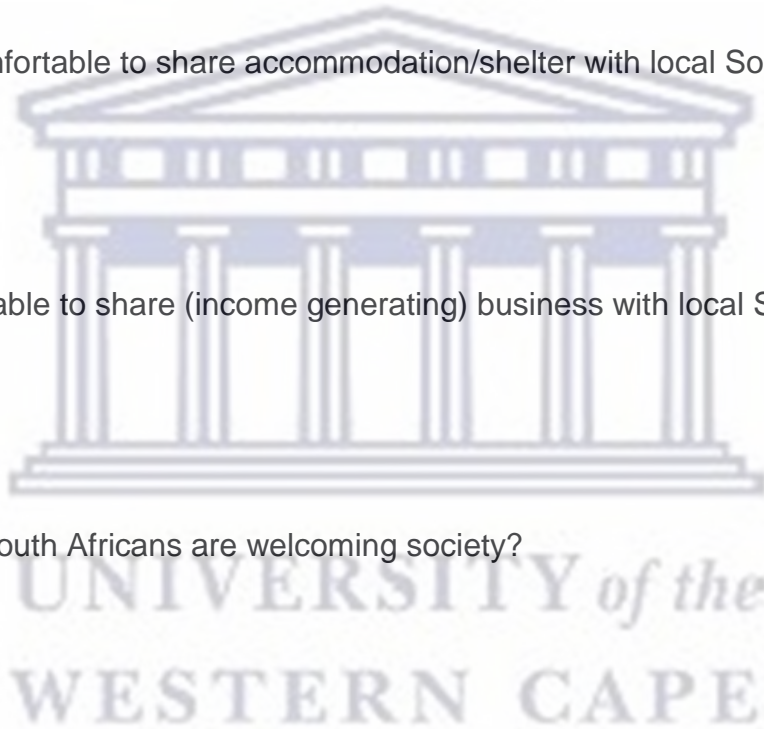 fortable to share accommodation/shelter with local So
able to share (income generating) business with local S
outh Africans are welcoming society?
UNIVERSITY of the
WESTERN CAPE